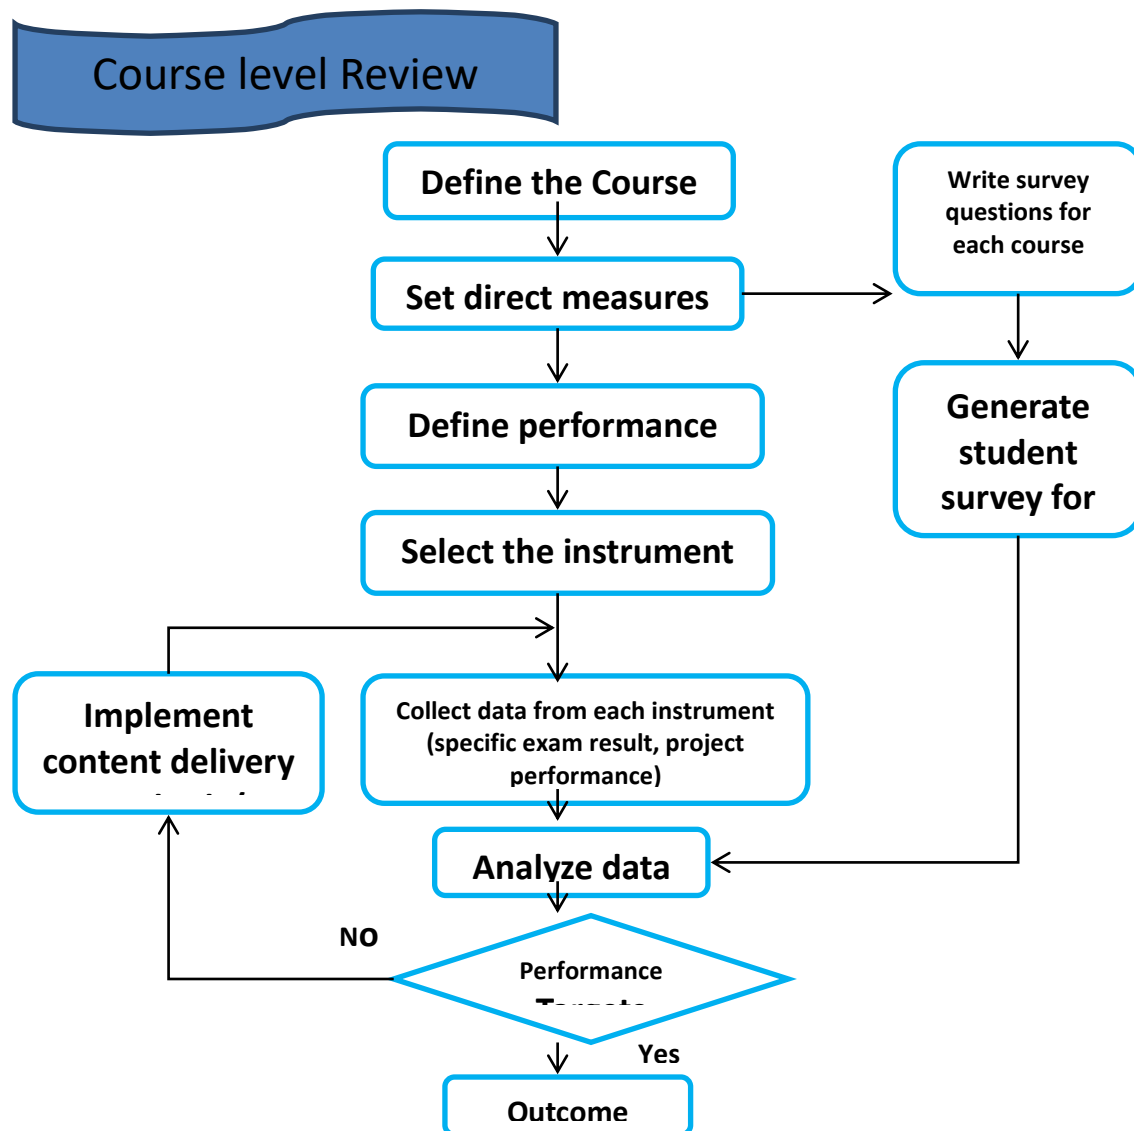 Course level Review
Define the Course
Write survey
questions for
each course
Set direct measures
Generate
student
survey for
Define performance
Select the instrument
Implement
content delivery
Collect data from each instrument
(specific exam result, project
performance)
Analyze data
NO
Performance
Targets
Yes
Outcome